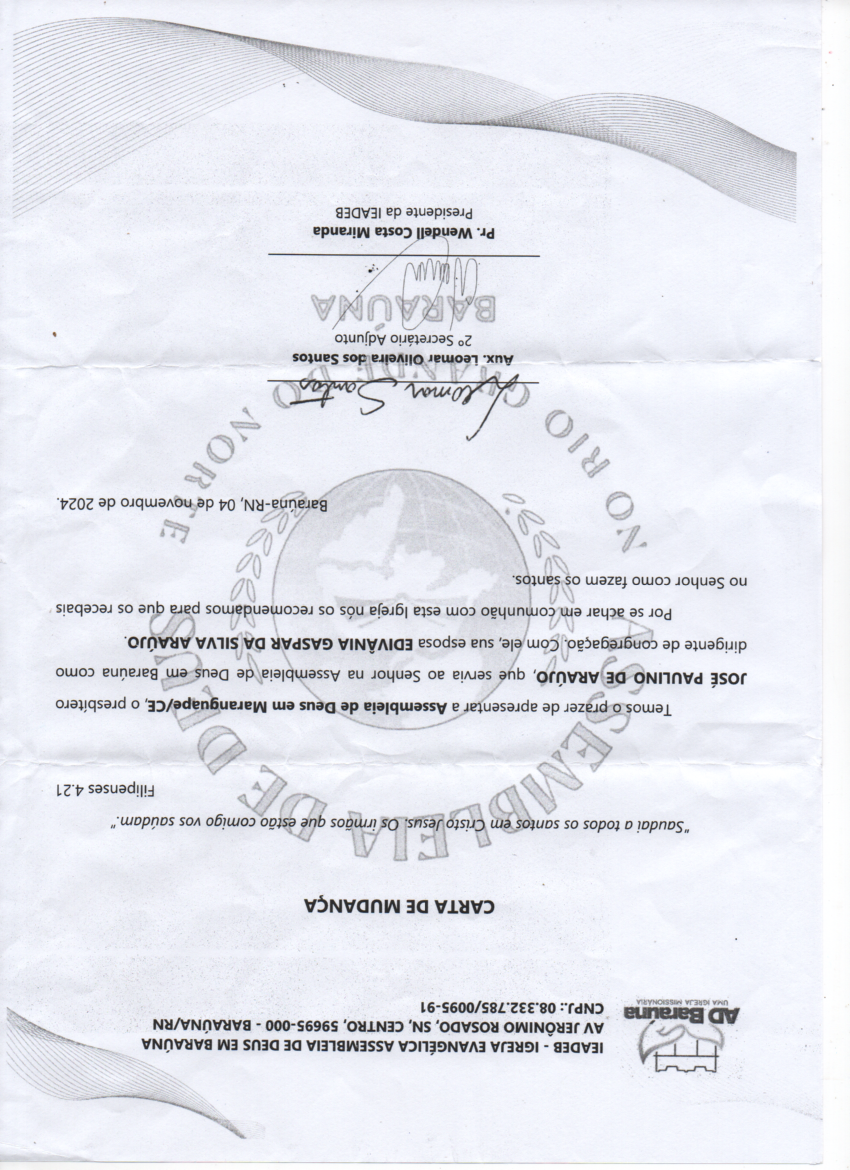 AD Baraúna
UMA IGREJA MISSIONÁRIA
IEADEB - IGREJA EVANGÉLICA ASSEMBLEIA DE DEUS EM BARAÚNA
AV JERÔNIMO ROSADO, SN, CENTRO, 59695-000 - BARAÚNA/RN
CNPJ.: 08.332.785/0095-91
CARTA DE MUDANÇA
"Saudai a todos os santos em Cristo Jesus. Os irmãos que estão comigo vos saúdam."
Filipenses 4.21
Temos o prazer de apresentar a Assembleia de Deus em Maranguape/CE, o presbítero
JOSÉ PAULINO DE ARAÚJO, que servia ao Senhor na Assembleia de Deus em Baraúna como
dirigente de congregação. Com ele, sua esposa EDIVÂNIA GASPAR DA SILVA ARAÚJO.
Por se achar em comunhão com esta Igreja nós os recomendamos para que os recebais
no Senhor como fazem os santos.
Baraúna-RN, 04 de novembro de 2024.
Leomar Santos
Aux. Leomar Oliveira dos Santos
2º Secretário Adjunto
Pr. Wendell Costa Miranda
Presidente da IEADEB
ASSEMBLEIA DE DEUS
NO RIO GRANDE DO NORTE
BARAÚNA